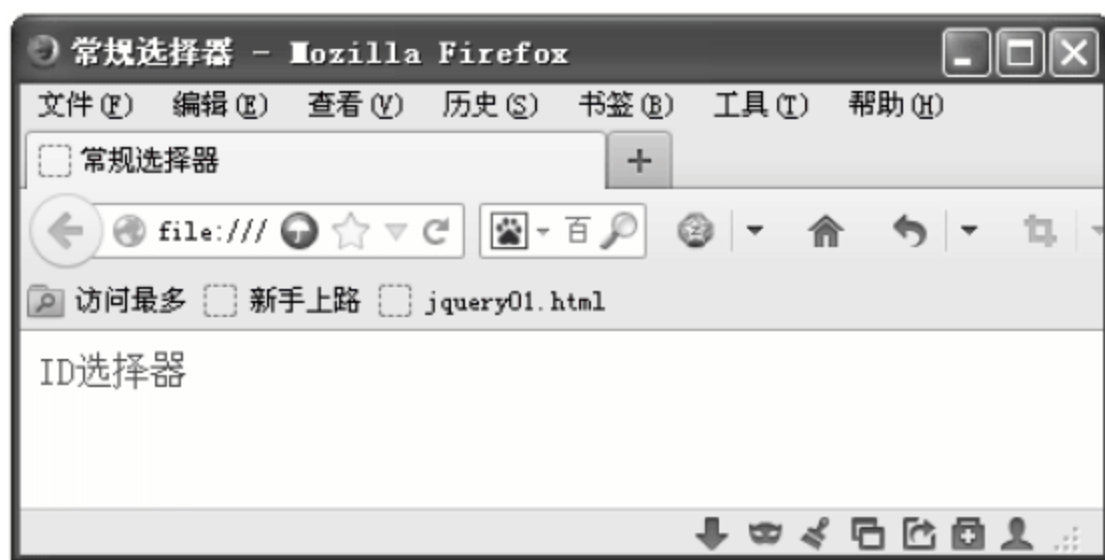 常规选择器 - Mozilla Firefox
文件(F) 编辑(E) 查看(V) 历史(S) 书签(B) 工具(T) 帮助(H)
常规选择器 +
file:/// 百
访问最多 新手上路 jquery01.html
ID选择器